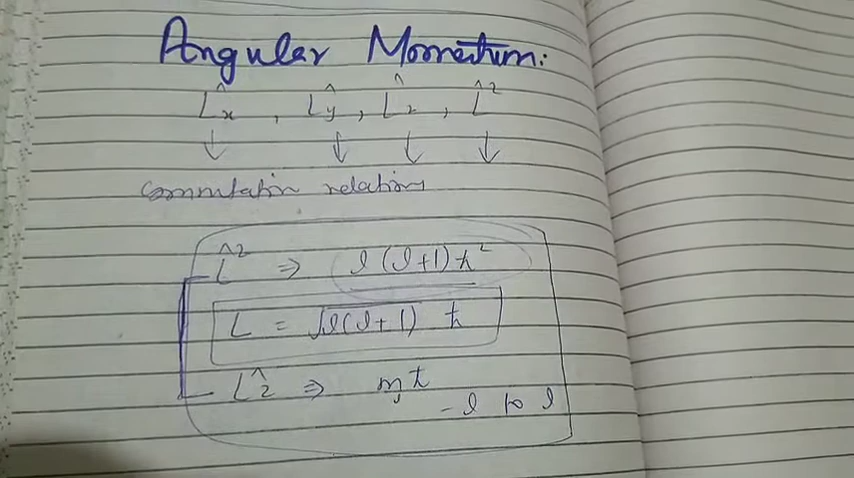 Angular Momentum:
L̂x , L̂y , L̂z , L̂²
↓ ↓ ↓ ↓
commutation relations
L̂² ⇒ l(l+1)ħ²
L = √l(l+1) ħ
L̂z ⇒ mħ
-l to l